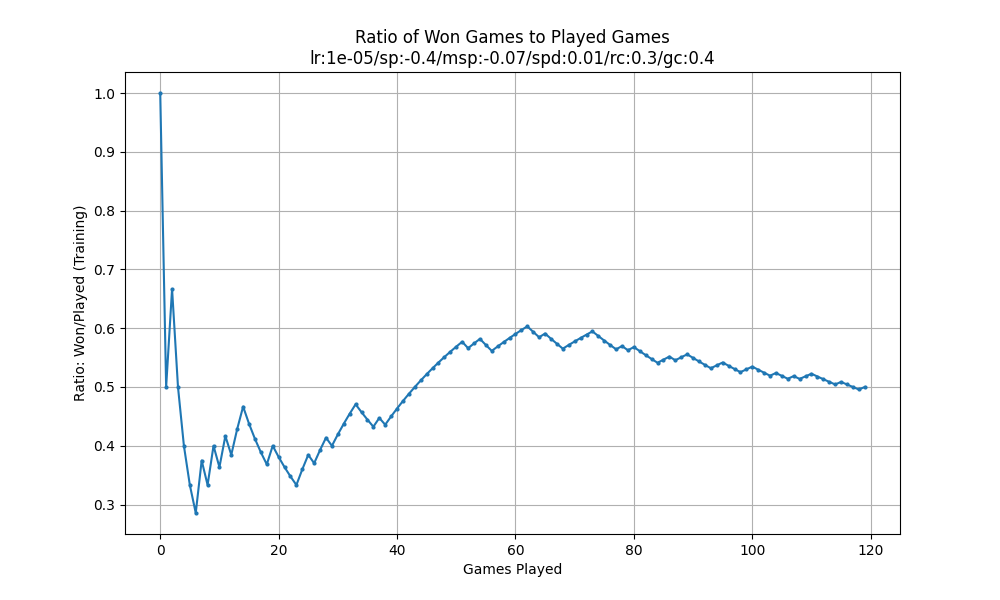 Ratio of Won Games to Played Games
lr:1e-05/sp:-0.4/msp:-0.07/spd:0.01/rc:0.3/gc:0.4
Ratio: Won/Played (Training)
1.0
0.9
0.8
0.7
0.6
0.5
0.4
0.3
0 20 40 60 80 100 120
Games Played